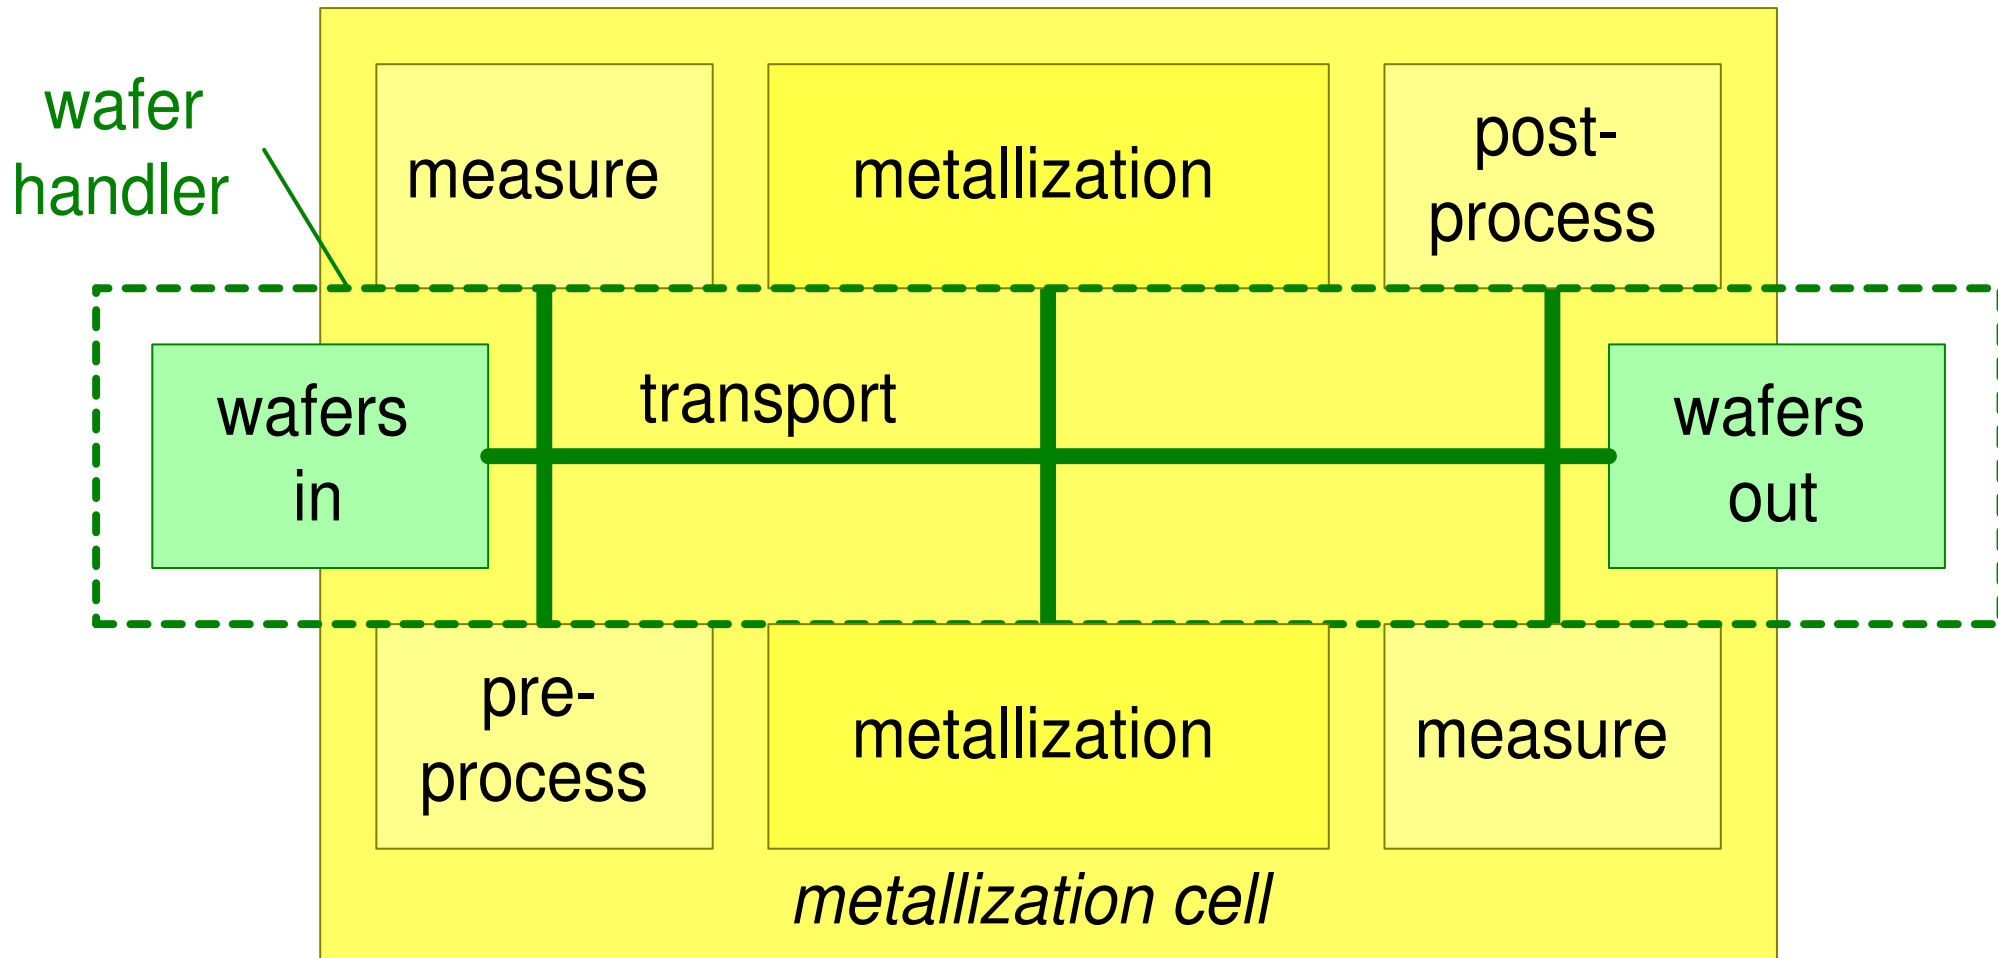 wafer
handler
measure
metallization
post-
process
wafers
in
transport
wafers
out
pre-
process
metallization
measure
metallization cell